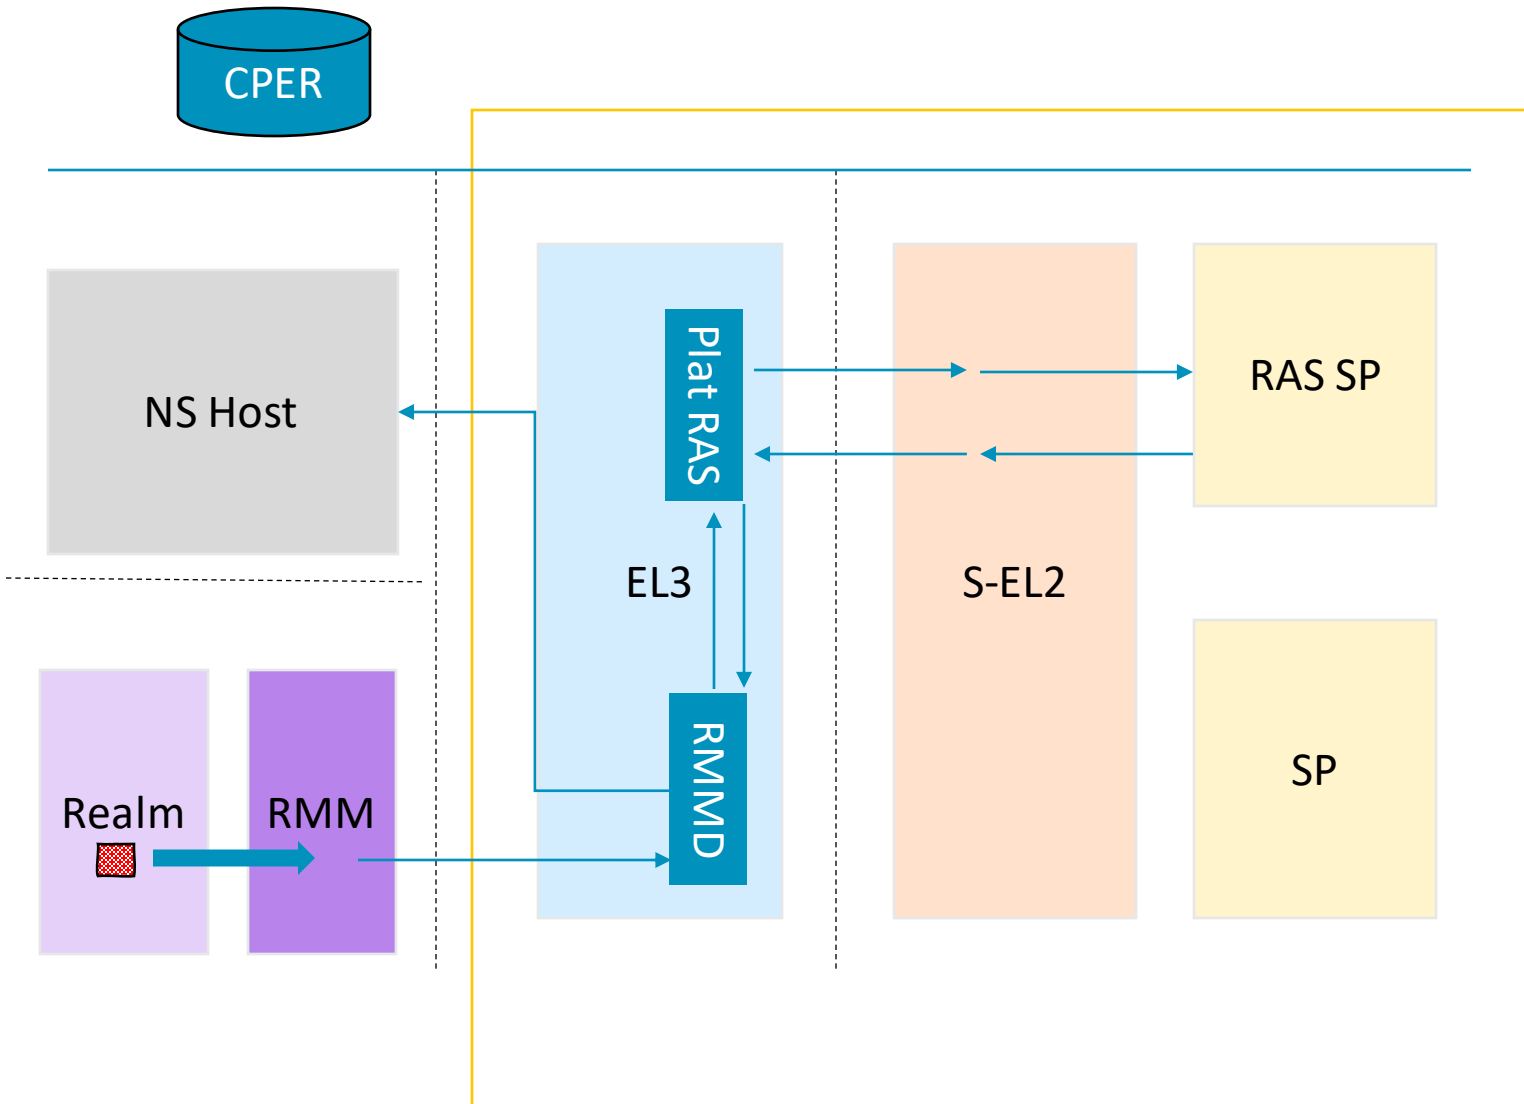 CPER
NS Host
Plat RAS
RAS SP
EL3
S-EL2
Realm
RMM
RMMD
SP